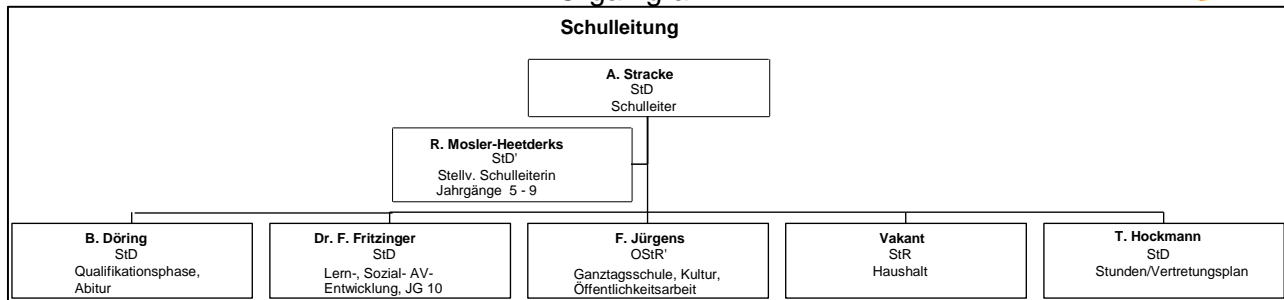 Schulleitung
A. Stracke
StD
Schulleiter
R. Mosler-Heetderks
StD'
Stellv. Schulleiterin
Jahrgänge 5 - 9
B. Döring
StD
Qualifikationsphase,
Abitur
Dr. F. Fritzinger
StD
Lern-, Sozial- AV-
Entwicklung, JG 10
F. Jürgens
OStR'
Ganztagsschule, Kultur,
Öffentlichkeitsarbeit
Vakant
StR
Haushalt
T. Hockmann
StD
Stunden/Vertretungsplan